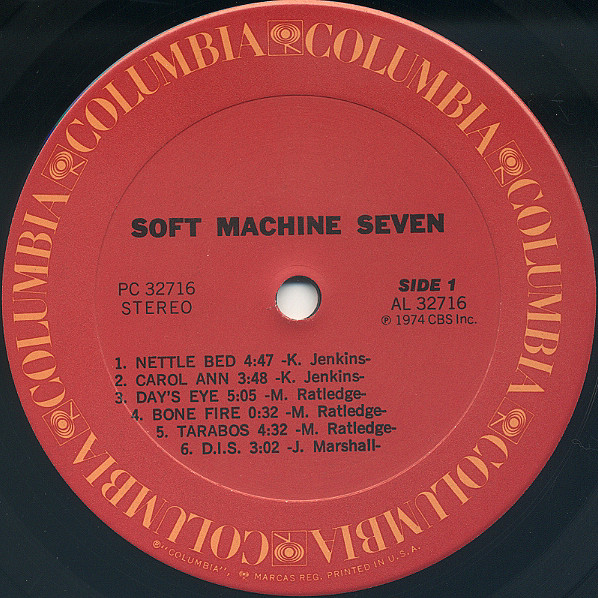 COLUMBIA COLUMBIA COLUMBIA COLUMBIA COLUMBIA COLUMBIA COLUMBIA COLUMBIA
SOFT MACHINE SEVEN
PC 32716
STEREO
SIDE 1
AL 32716
Ⓟ 1974 CBS Inc.
1. NETTLE BED 4:47 -K. Jenkins-
2. CAROL ANN 3:48 -K. Jenkins-
3. DAY'S EYE 5:05 -M. Ratledge-
4. BONE FIRE 0:32 -M. Ratledge-
5. TARABOS 4:32 -M. Ratledge-
6. D.I.S. 3:02 -J. Marshall-
®"COLUMBIA", MARCAS REG. PRINTED IN U.S.A.